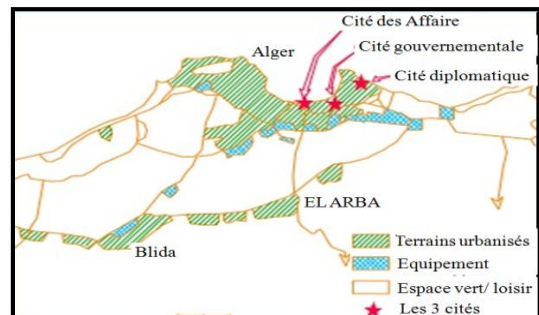 Cité des Affaire
Alger
Cité gouvernementale
Cité diplomatique
EL ARBA
Blida
Terrains urbanisés
Equipement
Espace vert/ loisir
Les 3 cités